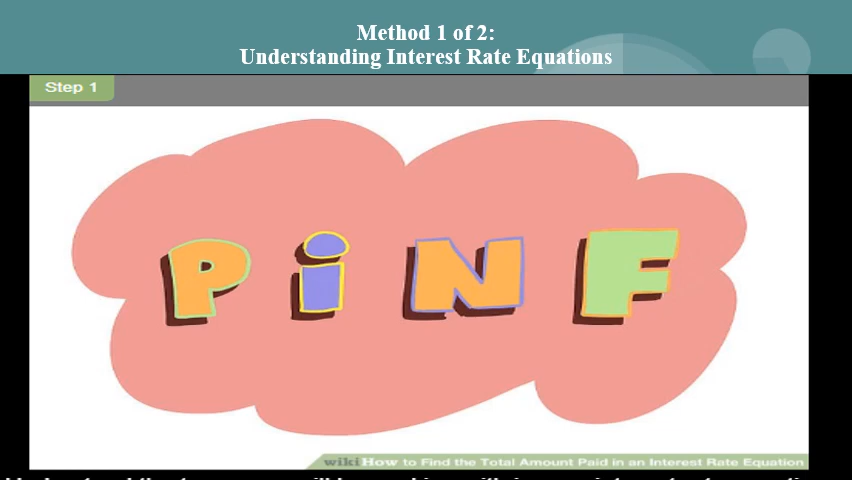 Method 1 of 2:
Understanding Interest Rate Equations
Step 1
P i N F
wikiHow to Find the Total Amount Paid in an Interest Rate Equation